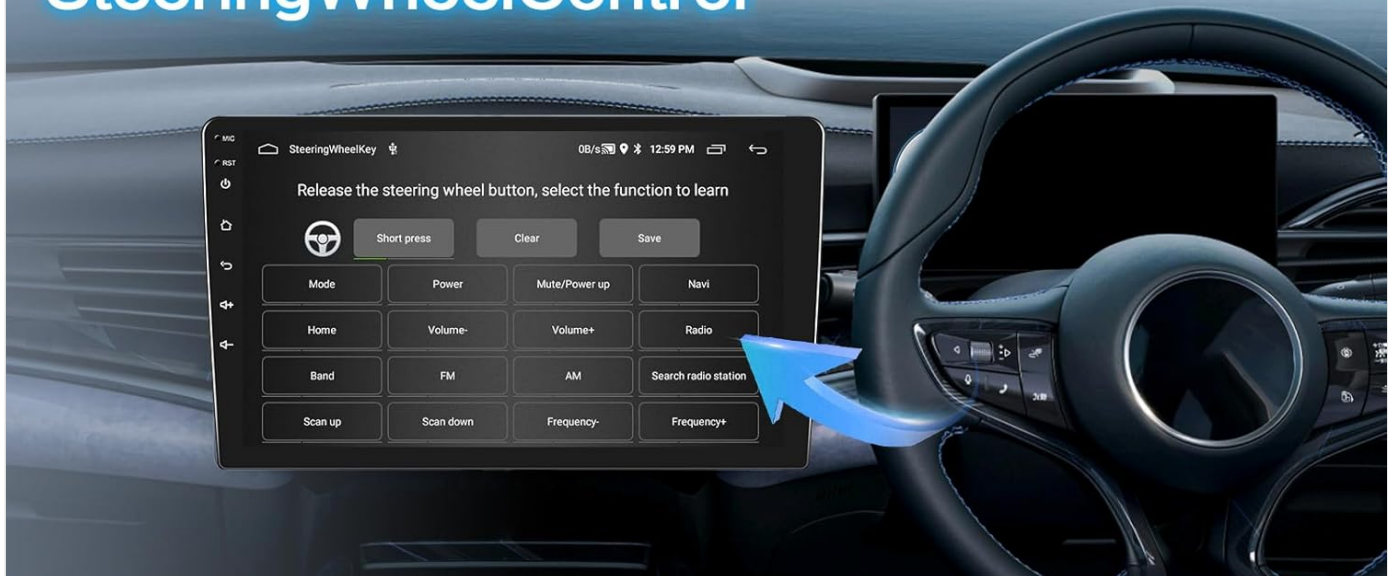 SteeringWheelControl
MIC
SteeringWheelKey 0B/s 12:59 PM
RST
Release the steering wheel button, select the function to learn
Short press Clear Save
Mode Power Mute/Power up Navi
Home Volume- Volume+ Radio
Band FM AM Search radio station
Scan up Scan down Frequency- Frequency+